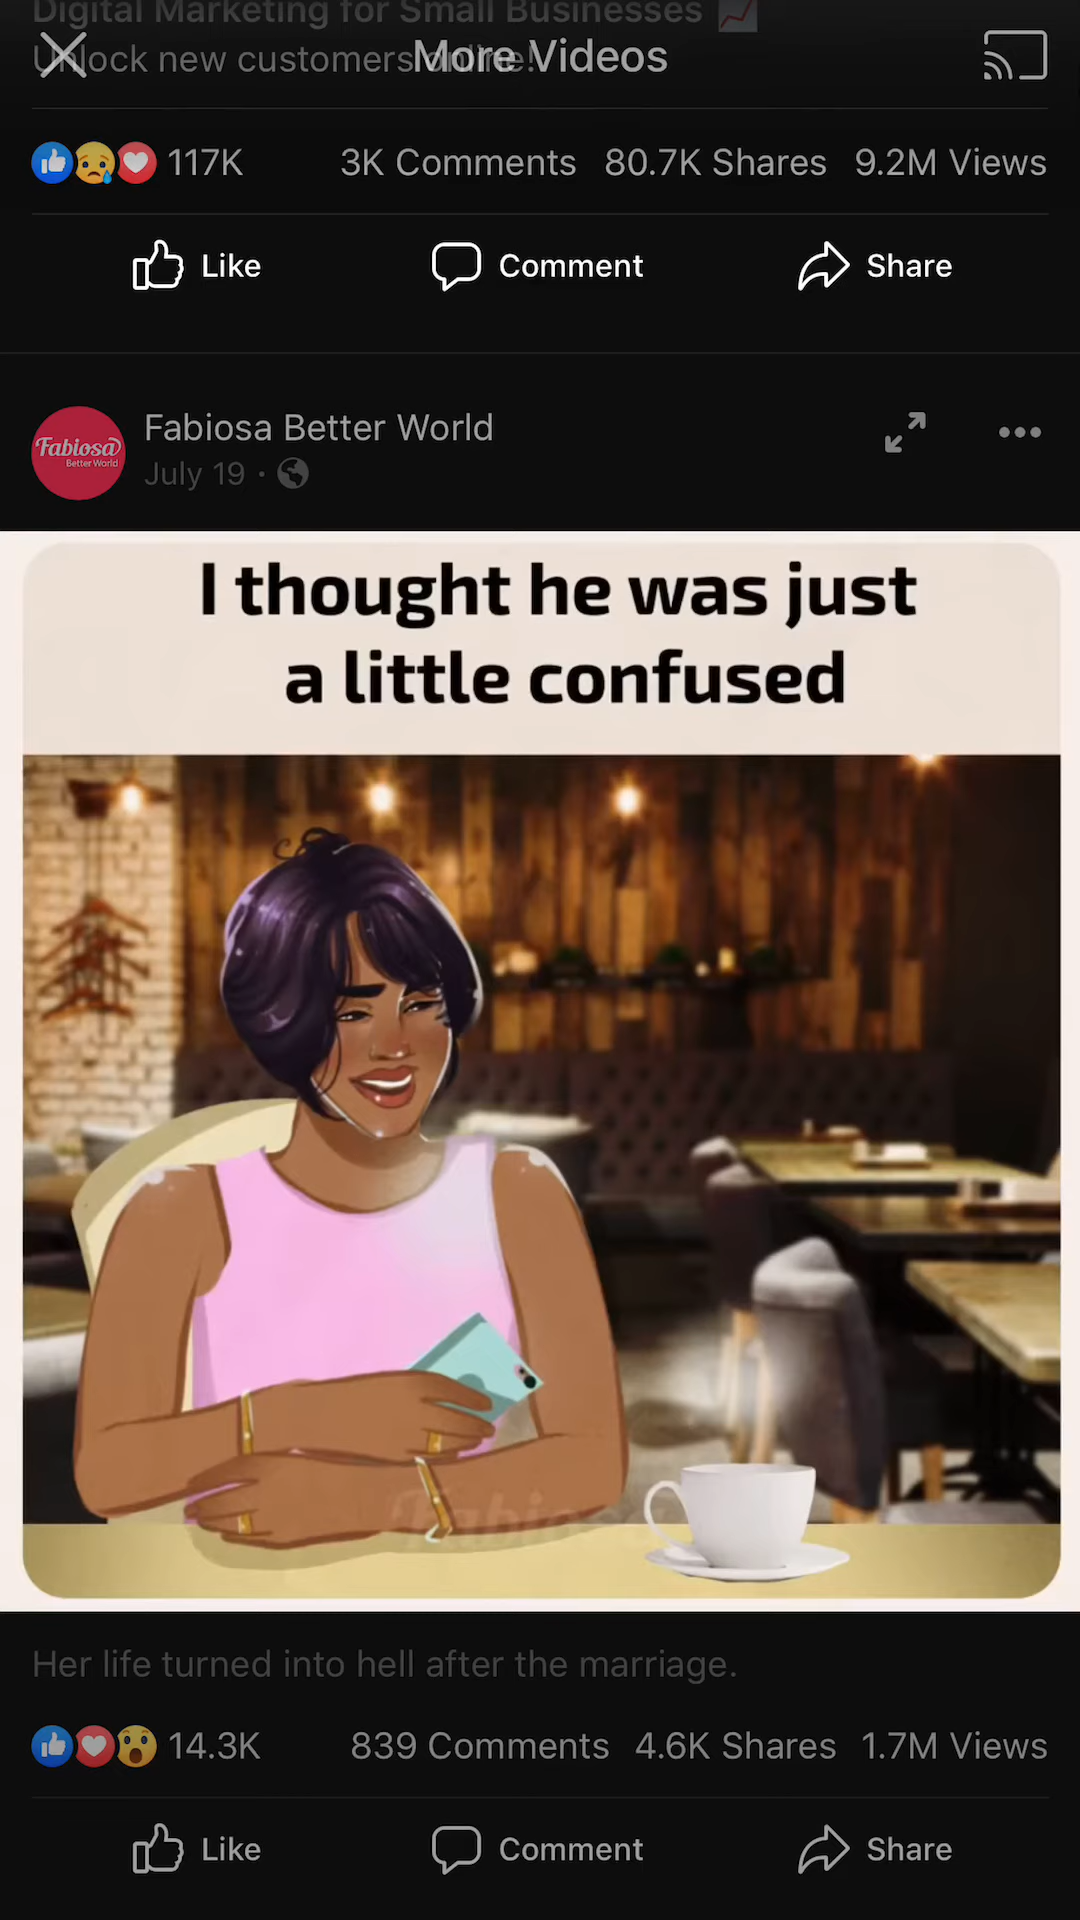 Digital Marketing for Small Businesses
Unlock new customers online!
More Videos
117K 3K Comments 80.7K Shares 9.2M Views
Like Comment Share
Fabiosa Better World
July 19 ·
Fabiosa
Better World
I thought he was just
a little confused
Her life turned into hell after the marriage.
14.3K 839 Comments 4.6K Shares 1.7M Views
Like Comment Share